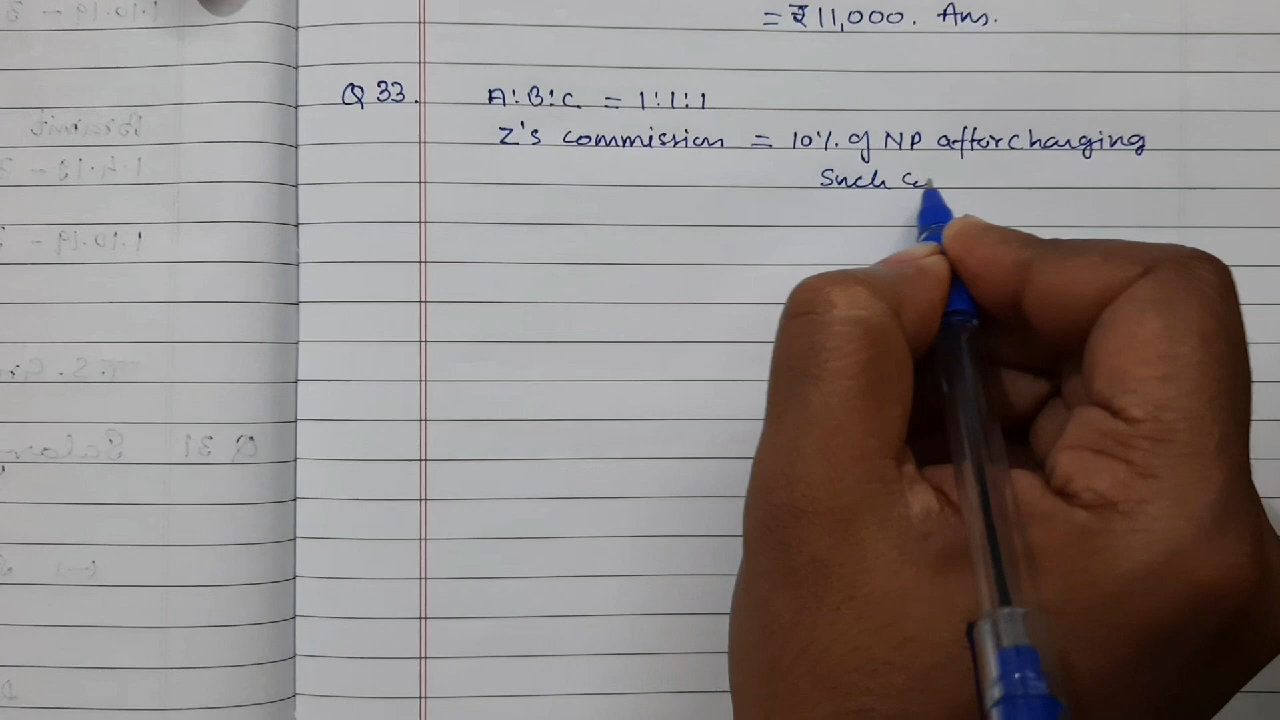 = ₹11,000. Ans.
Q 33. A:B:C = 1:1:1
Z's commission = 10% of NP after charging
Such